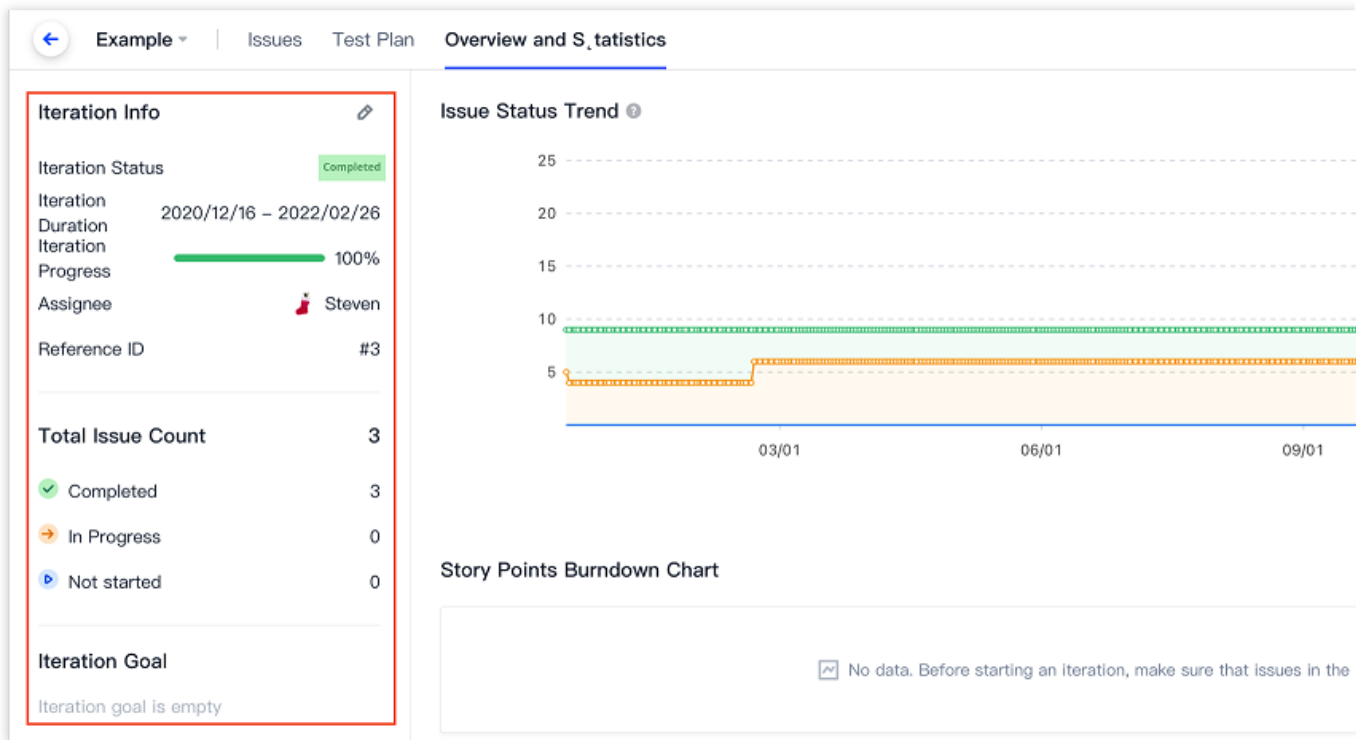 Example Issues Test Plan Overview and S˛tatistics
Iteration Info
Iteration Status Completed
Iteration
Duration
2020/12/16 – 2022/02/26
Iteration
Progress
100%
Assignee Steven
Reference ID #3
Total Issue Count 3
Completed 3
In Progress 0
Not started 0
Iteration Goal
Iteration goal is empty
Issue Status Trend ?
25
20
15
10
5
03/01 06/01 09/01
Story Points Burndown Chart
No data. Before starting an iteration, make sure that issues in the